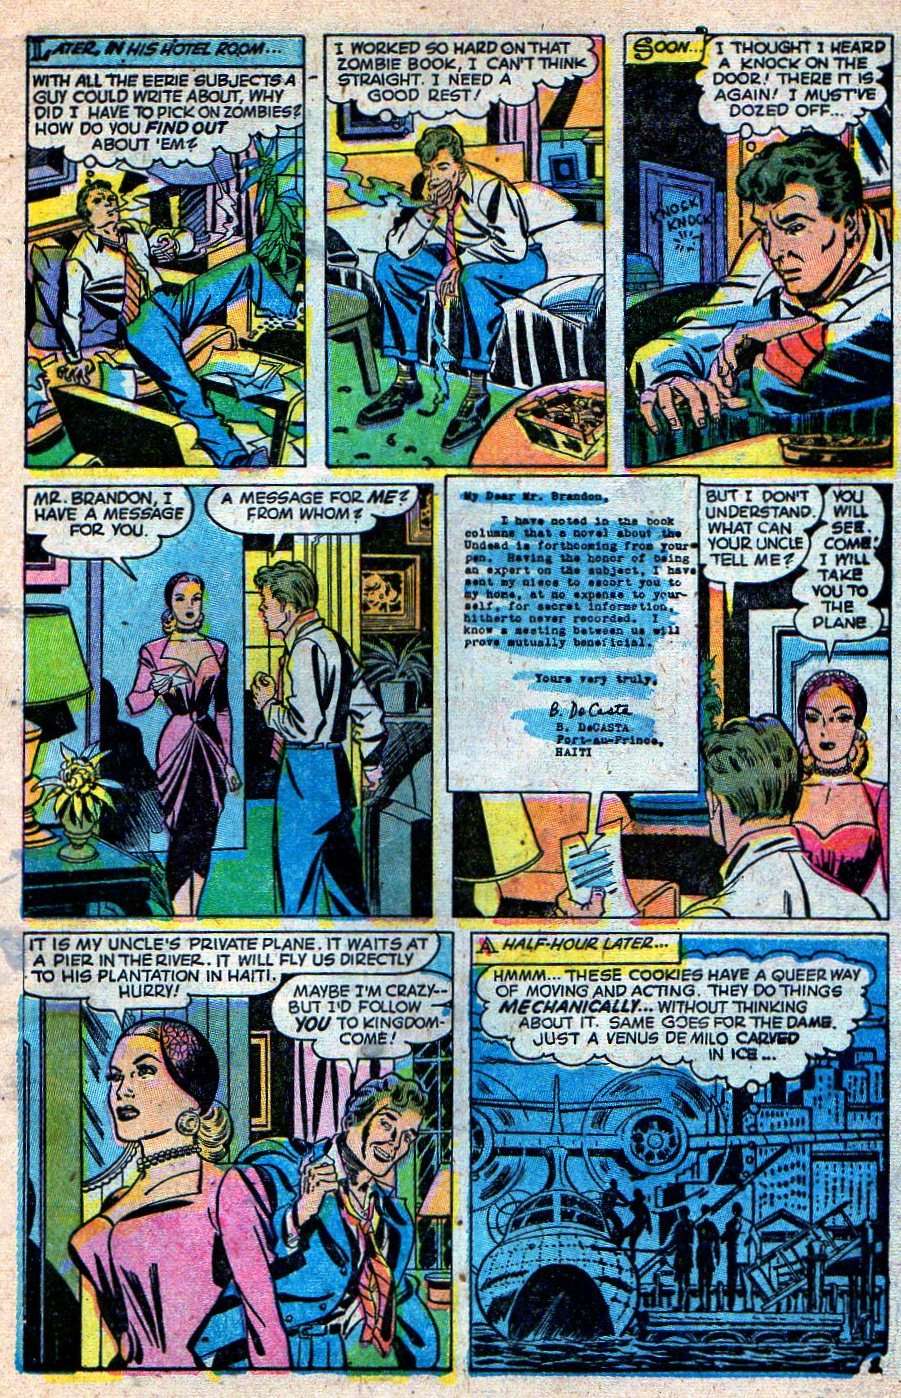 LATER, IN HIS HOTEL ROOM...
WITH ALL THE EERIE SUBJECTS A
GUY COULD WRITE ABOUT, WHY
DID I HAVE TO PICK ON ZOMBIES?
HOW DO YOU FIND OUT
ABOUT 'EM?
I WORKED SO HARD ON THAT
ZOMBIE BOOK, I CAN'T THINK
STRAIGHT. I NEED A
GOOD REST!
SOON...
I THOUGHT I HEARD
A KNOCK ON THE
DOOR! THERE IT IS
AGAIN! I MUST'VE
DOZED OFF...
KNOCK
KNOCK
MR. BRANDON, I
HAVE A MESSAGE
FOR YOU.
A MESSAGE FOR ME?
FROM WHOM?
My Dear Mr. Brandon,
I have noted in the book
columns that a novel about the
Undead is forthcoming from your
pen. Having the honor of being
an expert on the subject, I have
sent my niece to escort you to
my home, at no expense to your-
self, for secret information,
hitherto never recorded. I
know a meeting between us will
prove mutually beneficial.
Yours very truly,
B. DeCasta
B. DeCASTA
Port-au-Prince,
HAITI
BUT I DON'T
UNDERSTAND.
WHAT CAN
YOUR UNCLE
TELL ME?
YOU
WILL
SEE.
COME!
I WILL
TAKE
YOU TO
THE
PLANE
IT IS MY UNCLE'S PRIVATE PLANE. IT WAITS AT
A PIER IN THE RIVER. IT WILL FLY US DIRECTLY
TO HIS PLANTATION IN HAITI.
HURRY!
MAYBE I'M CRAZY--
BUT I'D FOLLOW
YOU TO KINGDOM-
COME!
A HALF-HOUR LATER...
HMMM... THESE COOKIES HAVE A QUEER WAY
OF MOVING AND ACTING. THEY DO THINGS
MECHANICALLY... WITHOUT THINKING
ABOUT IT. SAME GOES FOR THE DAME.
JUST A VENUS DE MILO CARVED
IN ICE...